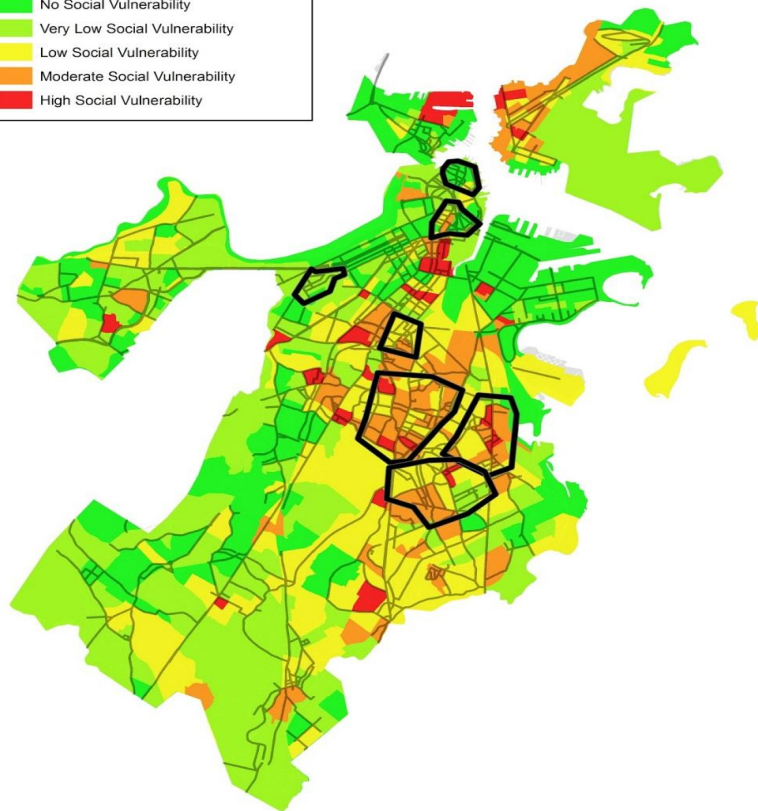 No Social Vulnerability
Very Low Social Vulnerability
Low Social Vulnerability
Moderate Social Vulnerability
High Social Vulnerability